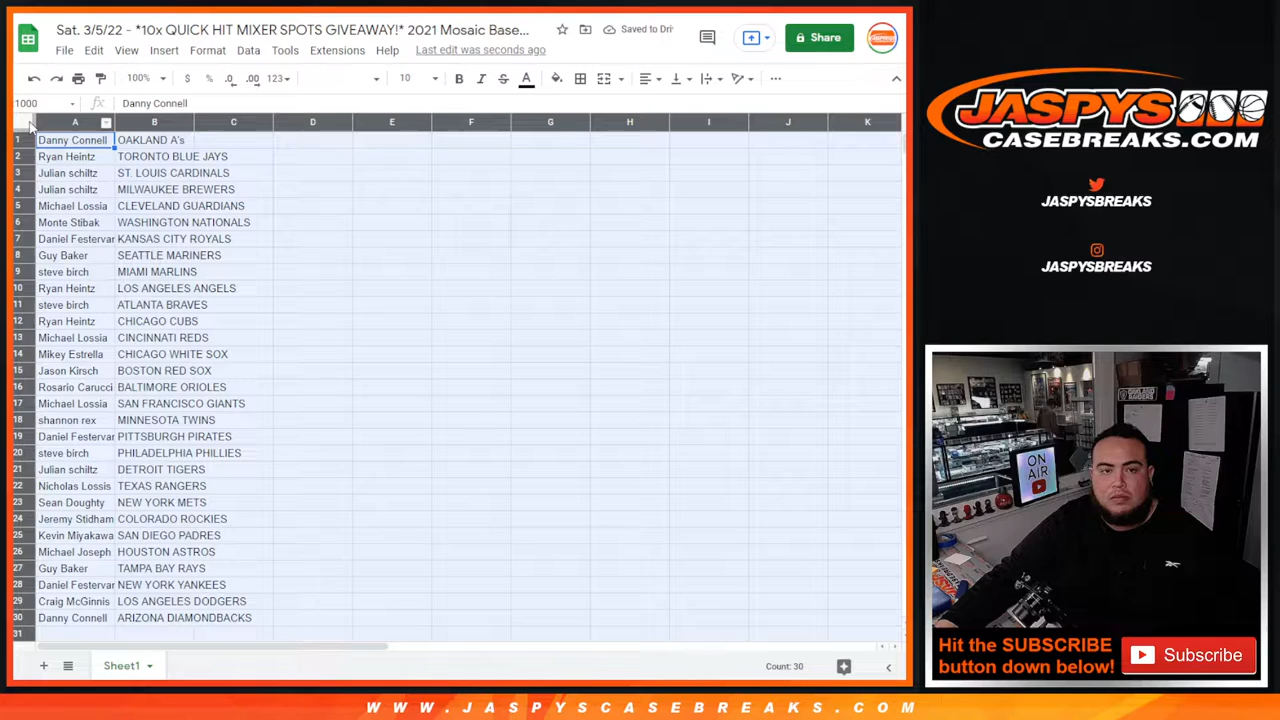 Sat. 3/5/22 - *10x QUICK HIT MIXER SPOTS GIVEAWAY!* 2021 Mosaic Base...
Saved to Dri
Share
File Edit View Insert Format Data Tools Extensions Help Last edit was seconds ago
100% $ % .0 .00 123 10 B I S A
1000 fx Danny Connell
A B C D E F G H I J K
1 Danny Connell OAKLAND A's
2 Ryan Heintz TORONTO BLUE JAYS
3 Julian schiltz ST. LOUIS CARDINALS
4 Julian schiltz MILWAUKEE BREWERS
5 Michael Lossia CLEVELAND GUARDIANS
6 Monte Stibak WASHINGTON NATIONALS
7 Daniel Festervar KANSAS CITY ROYALS
8 Guy Baker SEATTLE MARINERS
9 steve birch MIAMI MARLINS
10 Ryan Heintz LOS ANGELES ANGELS
11 steve birch ATLANTA BRAVES
12 Ryan Heintz CHICAGO CUBS
13 Michael Lossia CINCINNATI REDS
14 Mikey Estrella CHICAGO WHITE SOX
15 Jason Kirsch BOSTON RED SOX
16 Rosario Carucci BALTIMORE ORIOLES
17 Michael Lossia SAN FRANCISCO GIANTS
18 shannon rex MINNESOTA TWINS
19 Daniel Festervar PITTSBURGH PIRATES
20 steve birch PHILADELPHIA PHILLIES
21 Julian schiltz DETROIT TIGERS
22 Nicholas Lossis TEXAS RANGERS
23 Sean Doughty NEW YORK METS
24 Jeremy Stidham COLORADO ROCKIES
25 Kevin Miyakawa SAN DIEGO PADRES
26 Michael Joseph HOUSTON ASTROS
27 Guy Baker TAMPA BAY RAYS
28 Daniel Festervar NEW YORK YANKEES
29 Craig McGinnis LOS ANGELES DODGERS
30 Danny Connell ARIZONA DIAMONDBACKS
31
Sheet1
Count: 30
JASPYS
CASEBREAKS.COM
JASPYSBREAKS
JASPYSBREAKS
OAKLAND RAIDERS
ON
AIR
Hit the SUBSCRIBE
button down below!
Subscribe
WWW.JASPYSCASEBREAKS.COM